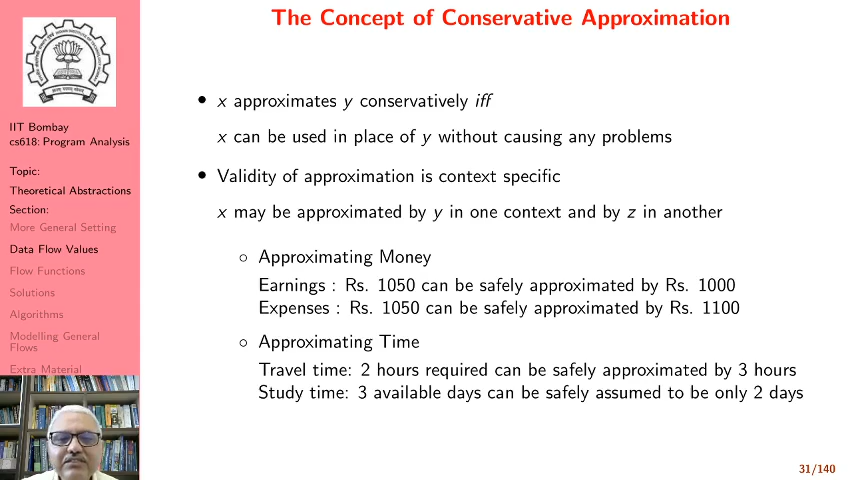 The Concept of Conservative Approximation
IIT Bombay
cs618: Program Analysis
Topic:
Theoretical Abstractions
Section:
More General Setting
Data Flow Values
Flow Functions
Solutions
Algorithms
Modelling General
Flows
Extra Material
• x approximates y conservatively iff
x can be used in place of y without causing any problems
• Validity of approximation is context specific
x may be approximated by y in one context and by z in another
○ Approximating Money
Earnings : Rs. 1050 can be safely approximated by Rs. 1000
Expenses : Rs. 1050 can be safely approximated by Rs. 1100
○ Approximating Time
Travel time: 2 hours required can be safely approximated by 3 hours
Study time: 3 available days can be safely assumed to be only 2 days
31/140